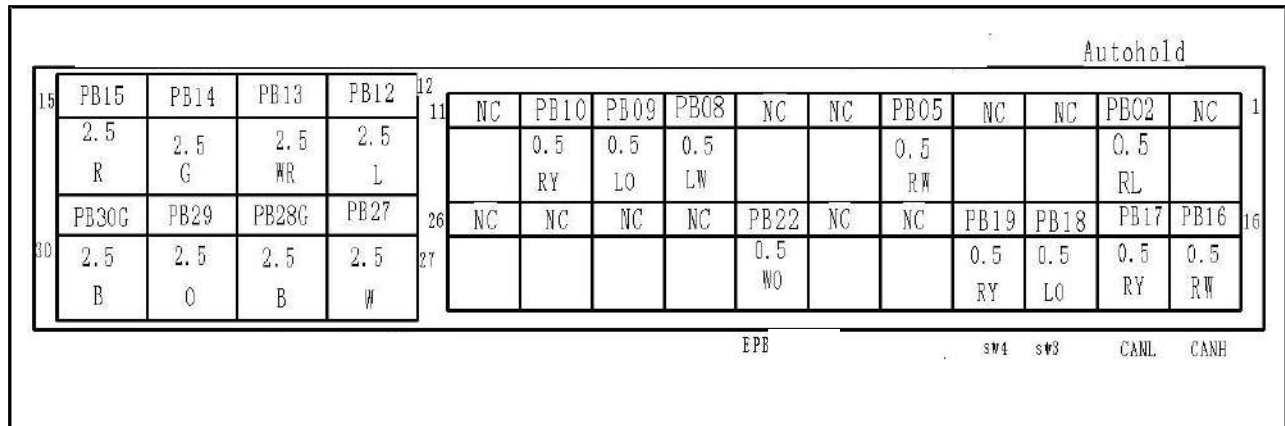 Autohold
15 PB15 PB14 PB13 PB12 12
11 NC PB10 PB09 PB08 NC NC PB05 NC NC PB02 NC 1
2.5 2.5 2.5 2.5 0.5 0.5 0.5 0.5 0.5
R G WR L RY LO LW RW RL
PB30G PB29 PB28G PB27 26 NC NC NC NC PB22 NC NC PB19 PB18 PB17 PB16 16
30 2.5 2.5 2.5 2.5 27 0.5 0.5 0.5 0.5 0.5
B O B W WO RY LO RY RW
EPB sw4 sw3 CANL CANH